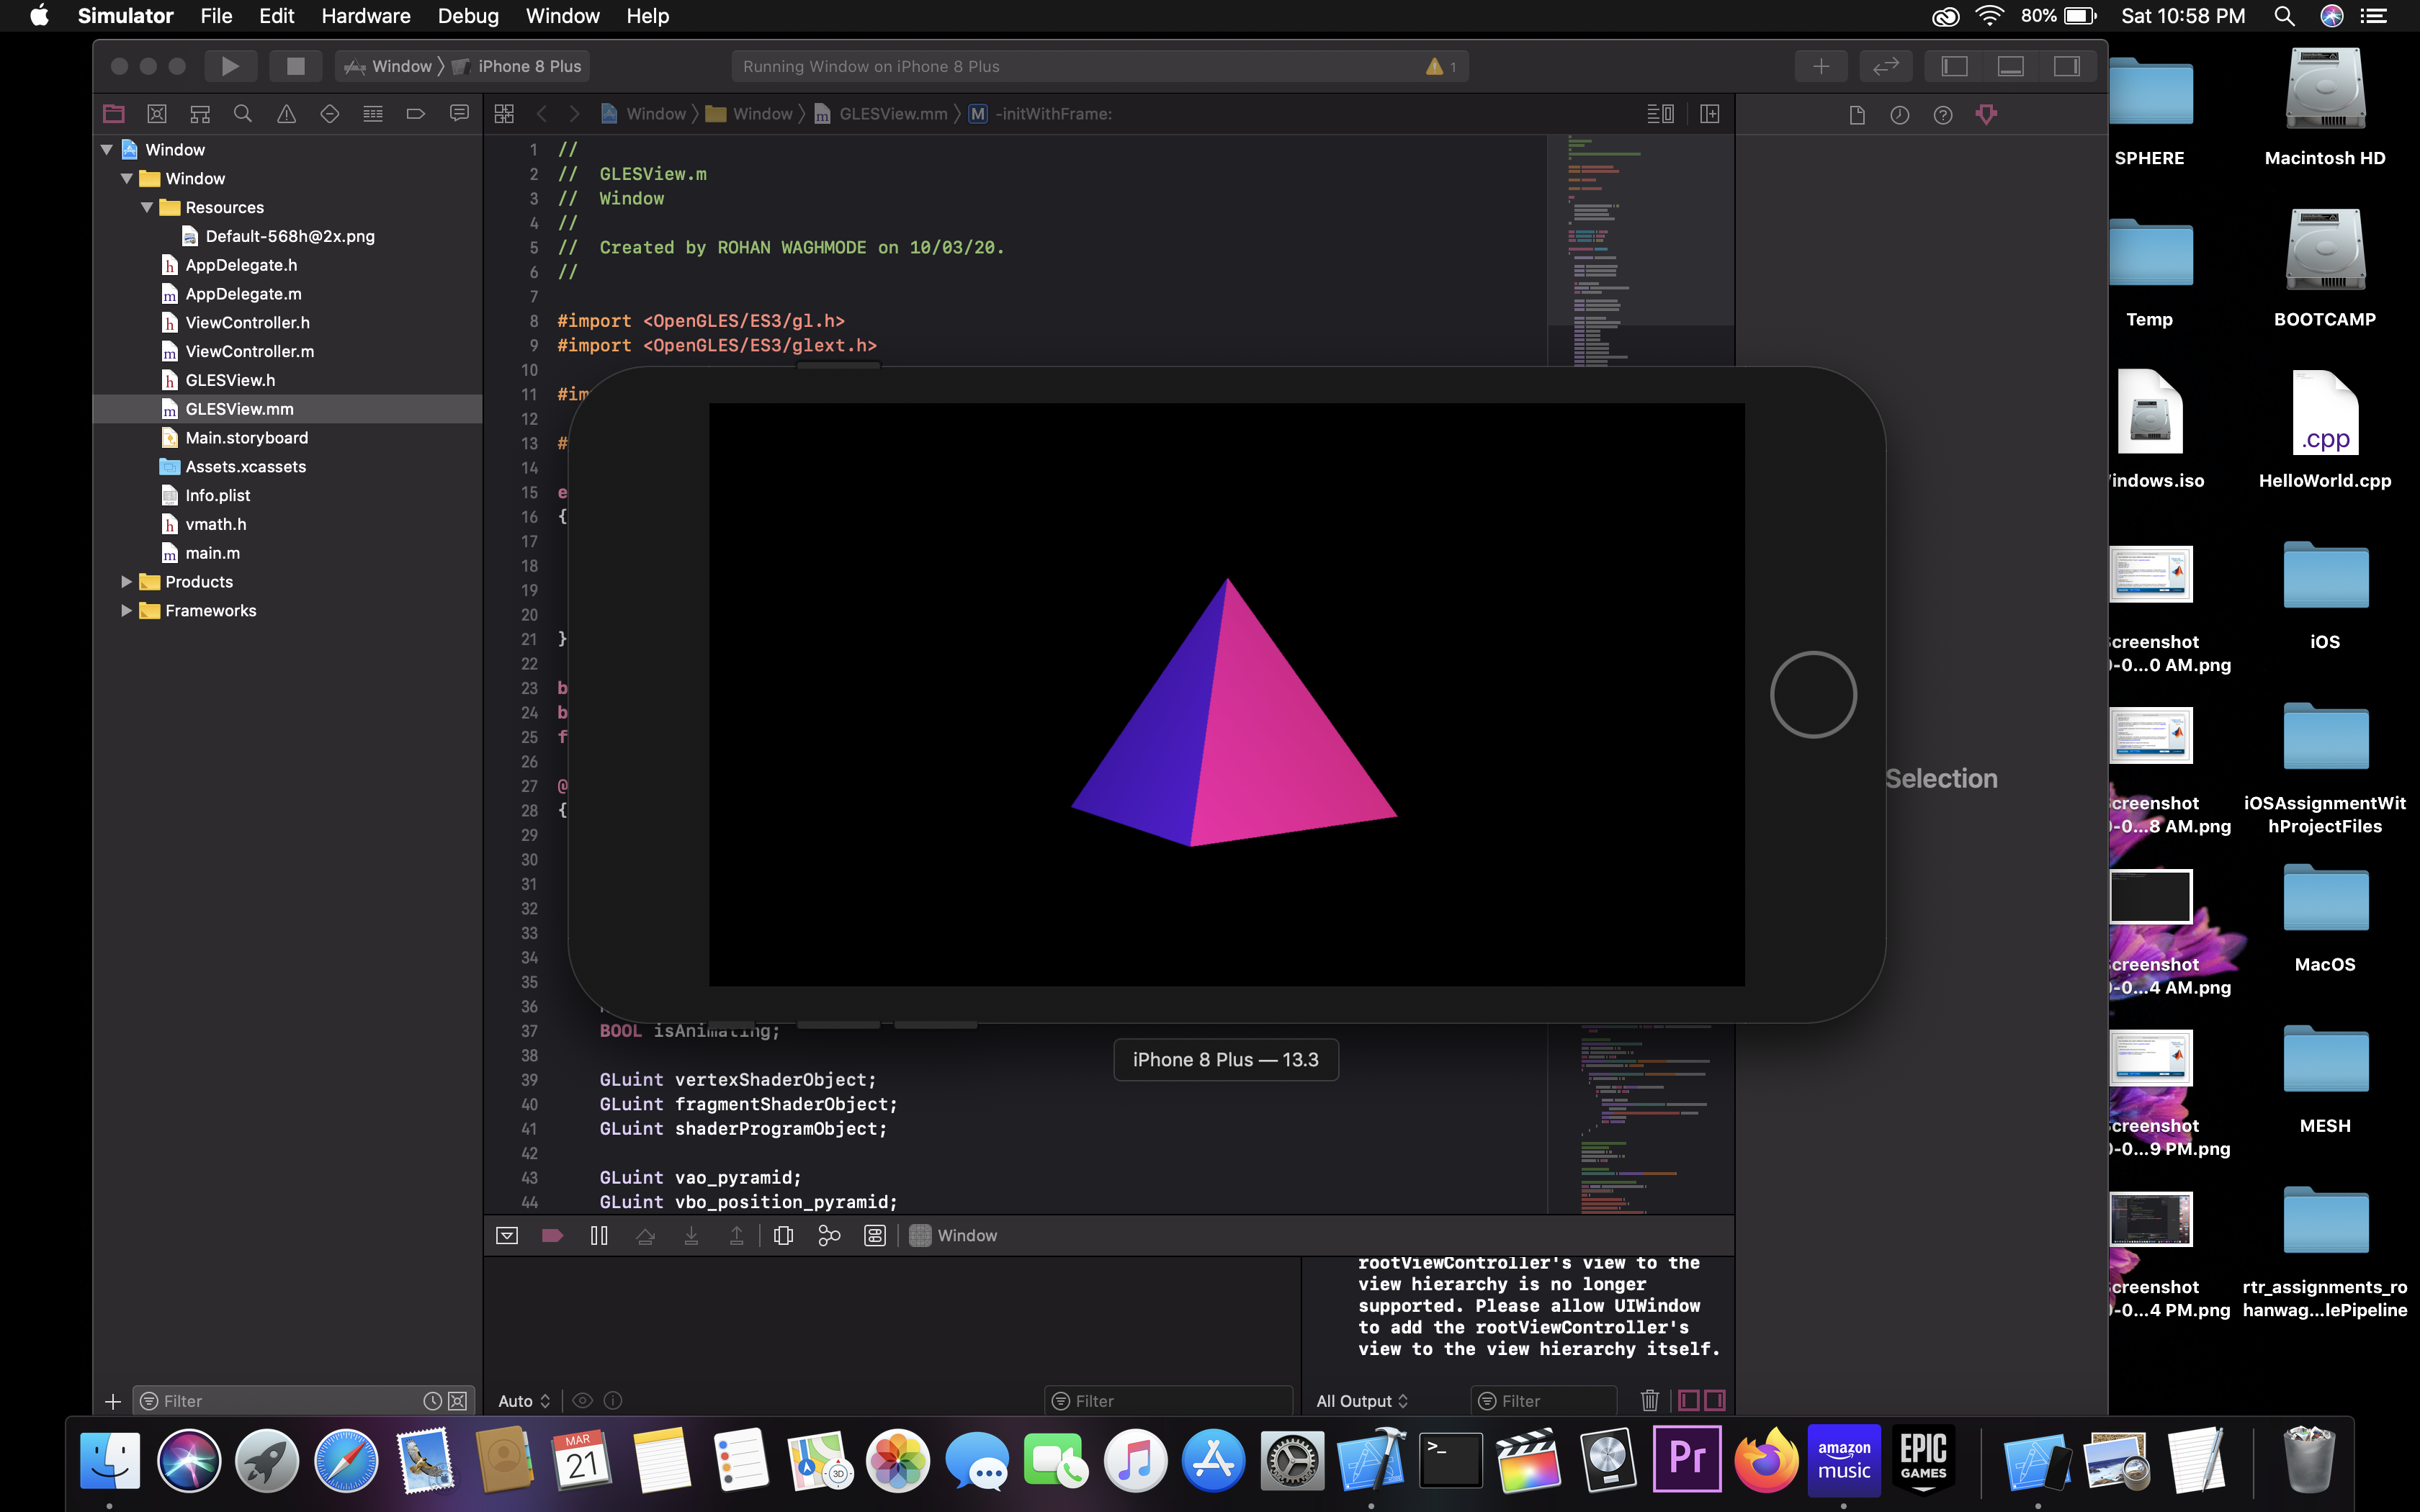 Simulator File Edit Hardware Debug Window Help
80% Sat 10:58 PM
Window iPhone 8 Plus
Running Window on iPhone 8 Plus
1
Window Window GLESView.mm M -initWithFrame:
Window
Window
Resources
Default-568h@2x.png
AppDelegate.h
AppDelegate.m
ViewController.h
ViewController.m
GLESView.h
GLESView.mm
Main.storyboard
Assets.xcassets
Info.plist
vmath.h
main.m
Products
Frameworks
Filter
1 //
2 // GLESView.m
3 // Window
4 //
5 // Created by ROHAN WAGHMODE on 10/03/20.
6 //
7
8 #import <OpenGLES/ES3/gl.h>
9 #import <OpenGLES/ES3/glext.h>
10
11 #im
12
13 #
14
15 e
16 {
17
18
19
20
21 }
22
23 b
24 b
25 f
26
27 @
28 {
29
30
31
32
33
34
35
36
37 BOOL isAnimating;
38
39 GLuint vertexShaderObject;
40 GLuint fragmentShaderObject;
41 GLuint shaderProgramObject;
42
43 GLuint vao_pyramid;
44 GLuint vbo_position_pyramid;
iPhone 8 Plus — 13.3
Selection
Window
rootViewController's view to the
view hierarchy is no longer
supported. Please allow UIWindow
to add the rootViewController's
view to the view hierarchy itself.
Auto
Filter
All Output
Filter
SPHERE
Macintosh HD
Temp
BOOTCAMP
.cpp
indows.iso
HelloWorld.cpp
creenshot
0-0...0 AM.png
iOS
creenshot
0-0...8 AM.png
iOSAssignmentWit
hProjectFiles
creenshot
0-0...4 AM.png
MacOS
creenshot
0-0...9 PM.png
MESH
creenshot
0-0...4 PM.png
rtr_assignments_ro
hanwag...lePipeline
MAR
21
3D
>_
Pr
amazon
music
EPIC
GAMES